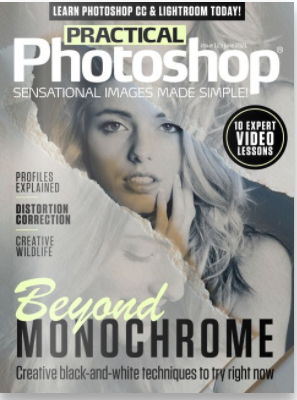 LEARN PHOTOSHOP CC & LIGHTROOM TODAY!
PRACTICAL
Photoshop®
SENSATIONAL IMAGES MADE SIMPLE!
10 EXPERT
VIDEO
LESSONS
PROFILES
EXPLAINED
DISTORTION
CORRECTION
CREATIVE
WILDLIFE
Beyond
MONOCHROME
Creative black-and-white techniques to try right now